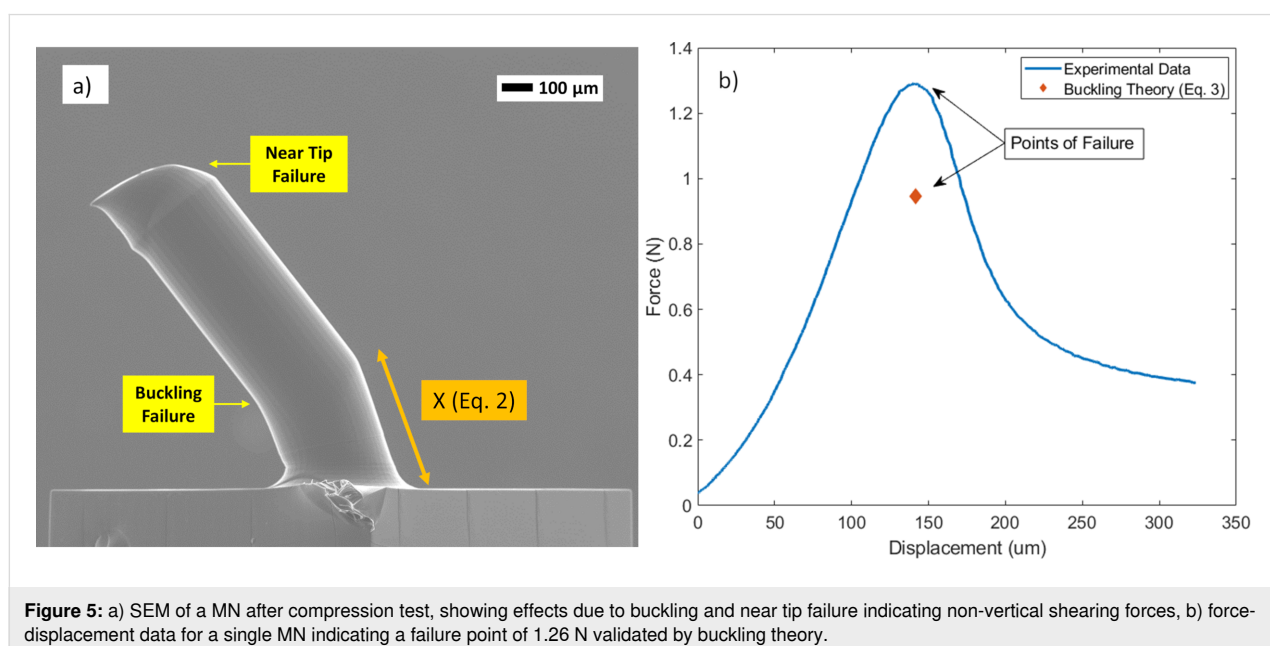 a)
100 µm
Near Tip
Failure
Buckling
Failure
X (Eq. 2)
b)
1.4
1.2
1
0.8
0.6
0.4
0.2
0
Force (N)
0 50 100 150 200 250 300 350
Displacement (um)
Experimental Data
Buckling Theory (Eq. 3)
Points of Failure
Figure 5: a) SEM of a MN after compression test, showing effects due to buckling and near tip failure indicating non-vertical shearing forces, b) force-
displacement data for a single MN indicating a failure point of 1.26 N validated by buckling theory.